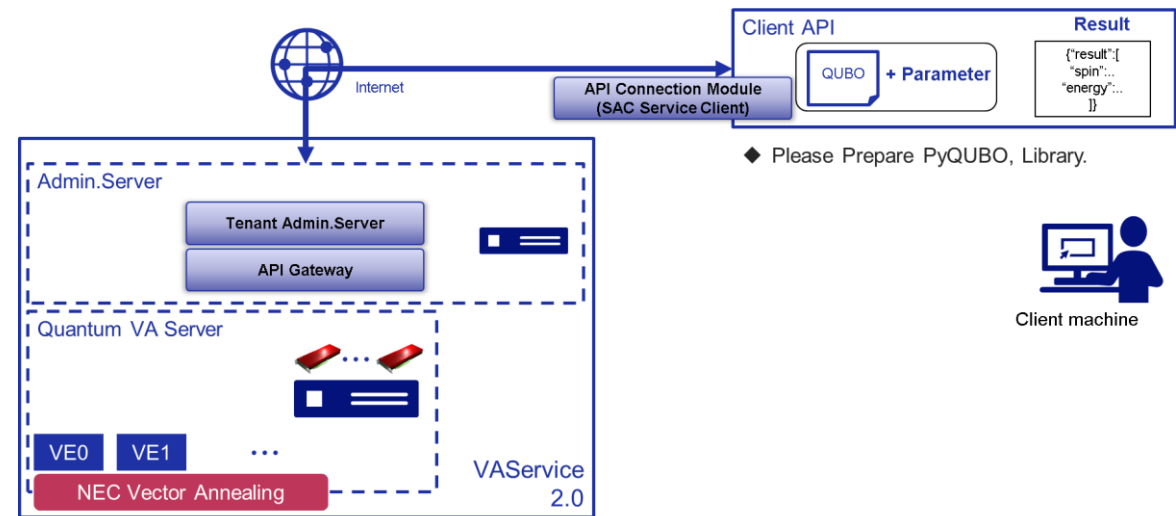 Client API
Result
QUBO
+ Parameter
{“result”:[
“spin”:..
“energy”:..
]}
Internet
API Connection Module
(SAC Service Client)
◆ Please Prepare PyQUBO, Library.
Admin.Server
Tenant Admin.Server
API Gateway
Quantum VA Server
...
VE0
VE1
...
NEC Vector Annealing
VAService
2.0
Client machine